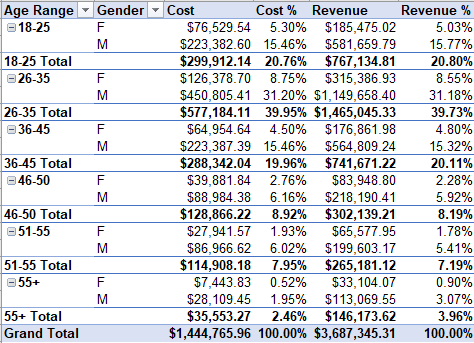 Age Range Gender Cost Cost % Revenue Revenue %
18-25 F $76,529.54 5.30% $185,475.02 5.03%
M $223,382.60 15.46% $581,659.79 15.77%
18-25 Total $299,912.14 20.76% $767,134.81 20.80%
26-35 F $126,378.70 8.75% $315,386.93 8.55%
M $450,805.41 31.20% $1,149,658.40 31.18%
26-35 Total $577,184.11 39.95% $1,465,045.33 39.73%
36-45 F $64,954.64 4.50% $176,861.98 4.80%
M $223,387.39 15.46% $564,809.24 15.32%
36-45 Total $288,342.04 19.96% $741,671.22 20.11%
46-50 F $39,881.84 2.76% $83,948.80 2.28%
M $88,984.38 6.16% $218,190.41 5.92%
46-50 Total $128,866.22 8.92% $302,139.21 8.19%
51-55 F $27,941.57 1.93% $65,577.95 1.78%
M $86,966.62 6.02% $199,603.17 5.41%
51-55 Total $114,908.18 7.95% $265,181.12 7.19%
55+ F $7,443.83 0.52% $33,104.07 0.90%
M $28,109.45 1.95% $113,069.55 3.07%
55+ Total $35,553.27 2.46% $146,173.62 3.96%
Grand Total $1,444,765.96 100.00% $3,687,345.31 100.00%